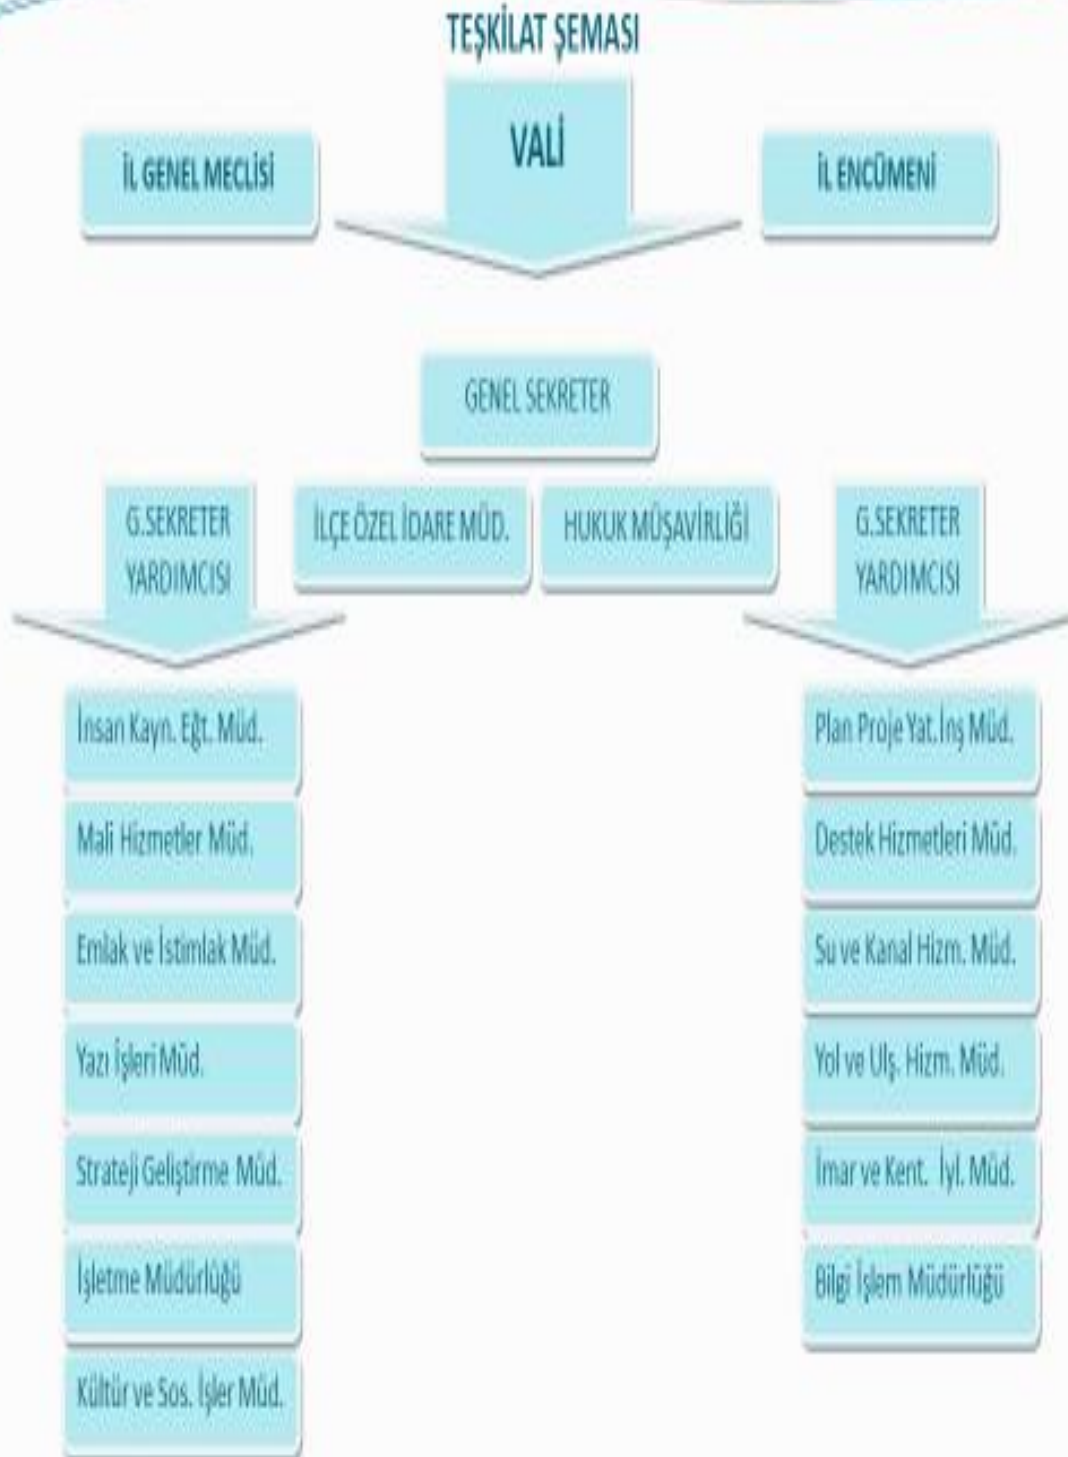 TEŞKİLAT ŞEMASI
VALİ
İL GENEL MECLİSİ
İL ENCÜMENİ
GENEL SEKRETER
G.SEKRETER
YARDIMCISI
İLÇE ÖZEL İDARE MÜD.
HUKUK MÜŞAVİRLİĞİ
G.SEKRETER
YARDIMCISI
İnsan Kayn. Eğt. Müd.
Mali Hizmetler Müd.
Emlak ve İstimlak Müd.
Yazı İşleri Müd.
Strateji Geliştirme Müd.
İşletme Müdürlüğü
Kültür ve Sos. İşler Müd.
Plan Proje Yat. İnş Müd.
Destek Hizmetleri Müd.
Su ve Kanal Hizm. Müd.
Yol ve Ulş. Hizm. Müd.
İmar ve Kent. İyl. Müd.
Bilgi İşlem Müdürlüğü